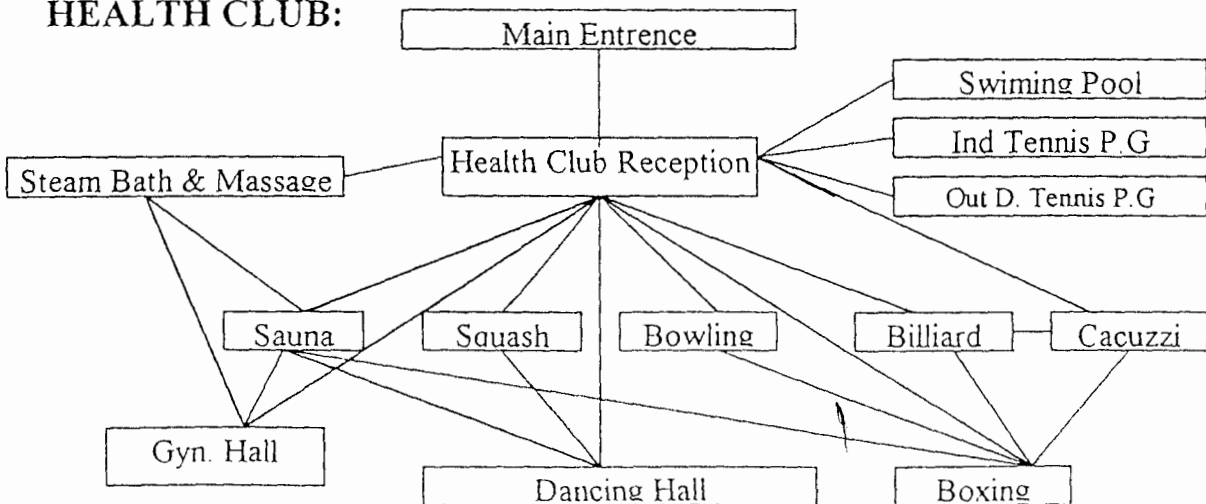 HEALTH CLUB:
Main Entrence
Swiming Pool
Ind Tennis P.G
Health Club Reception
Steam Bath & Massage
Out D. Tennis P.G
Sauna
Squash
Bowling
Billiard
Cacuzzi
Gyn. Hall
Dancing Hall
Boxing